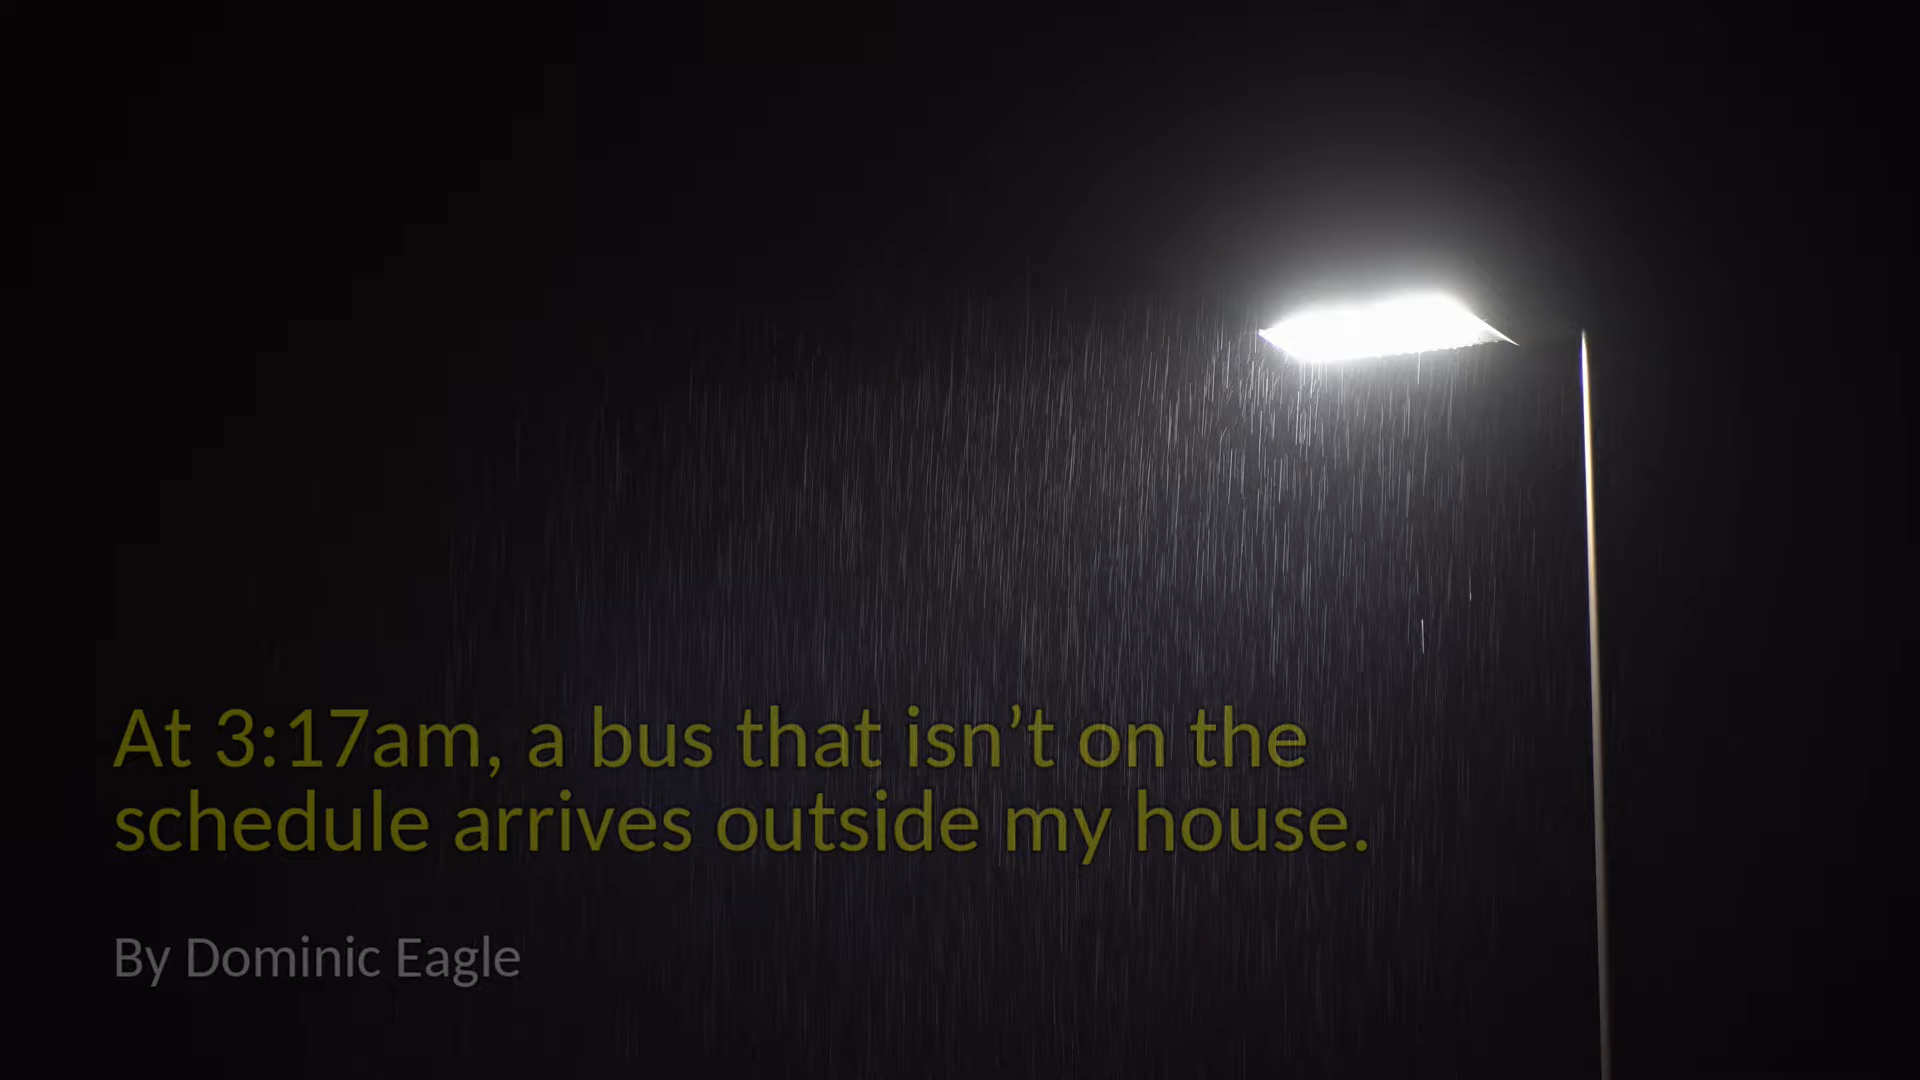 At 3:17am, a bus that isn’t on the
schedule arrives outside my house.
By Dominic Eagle